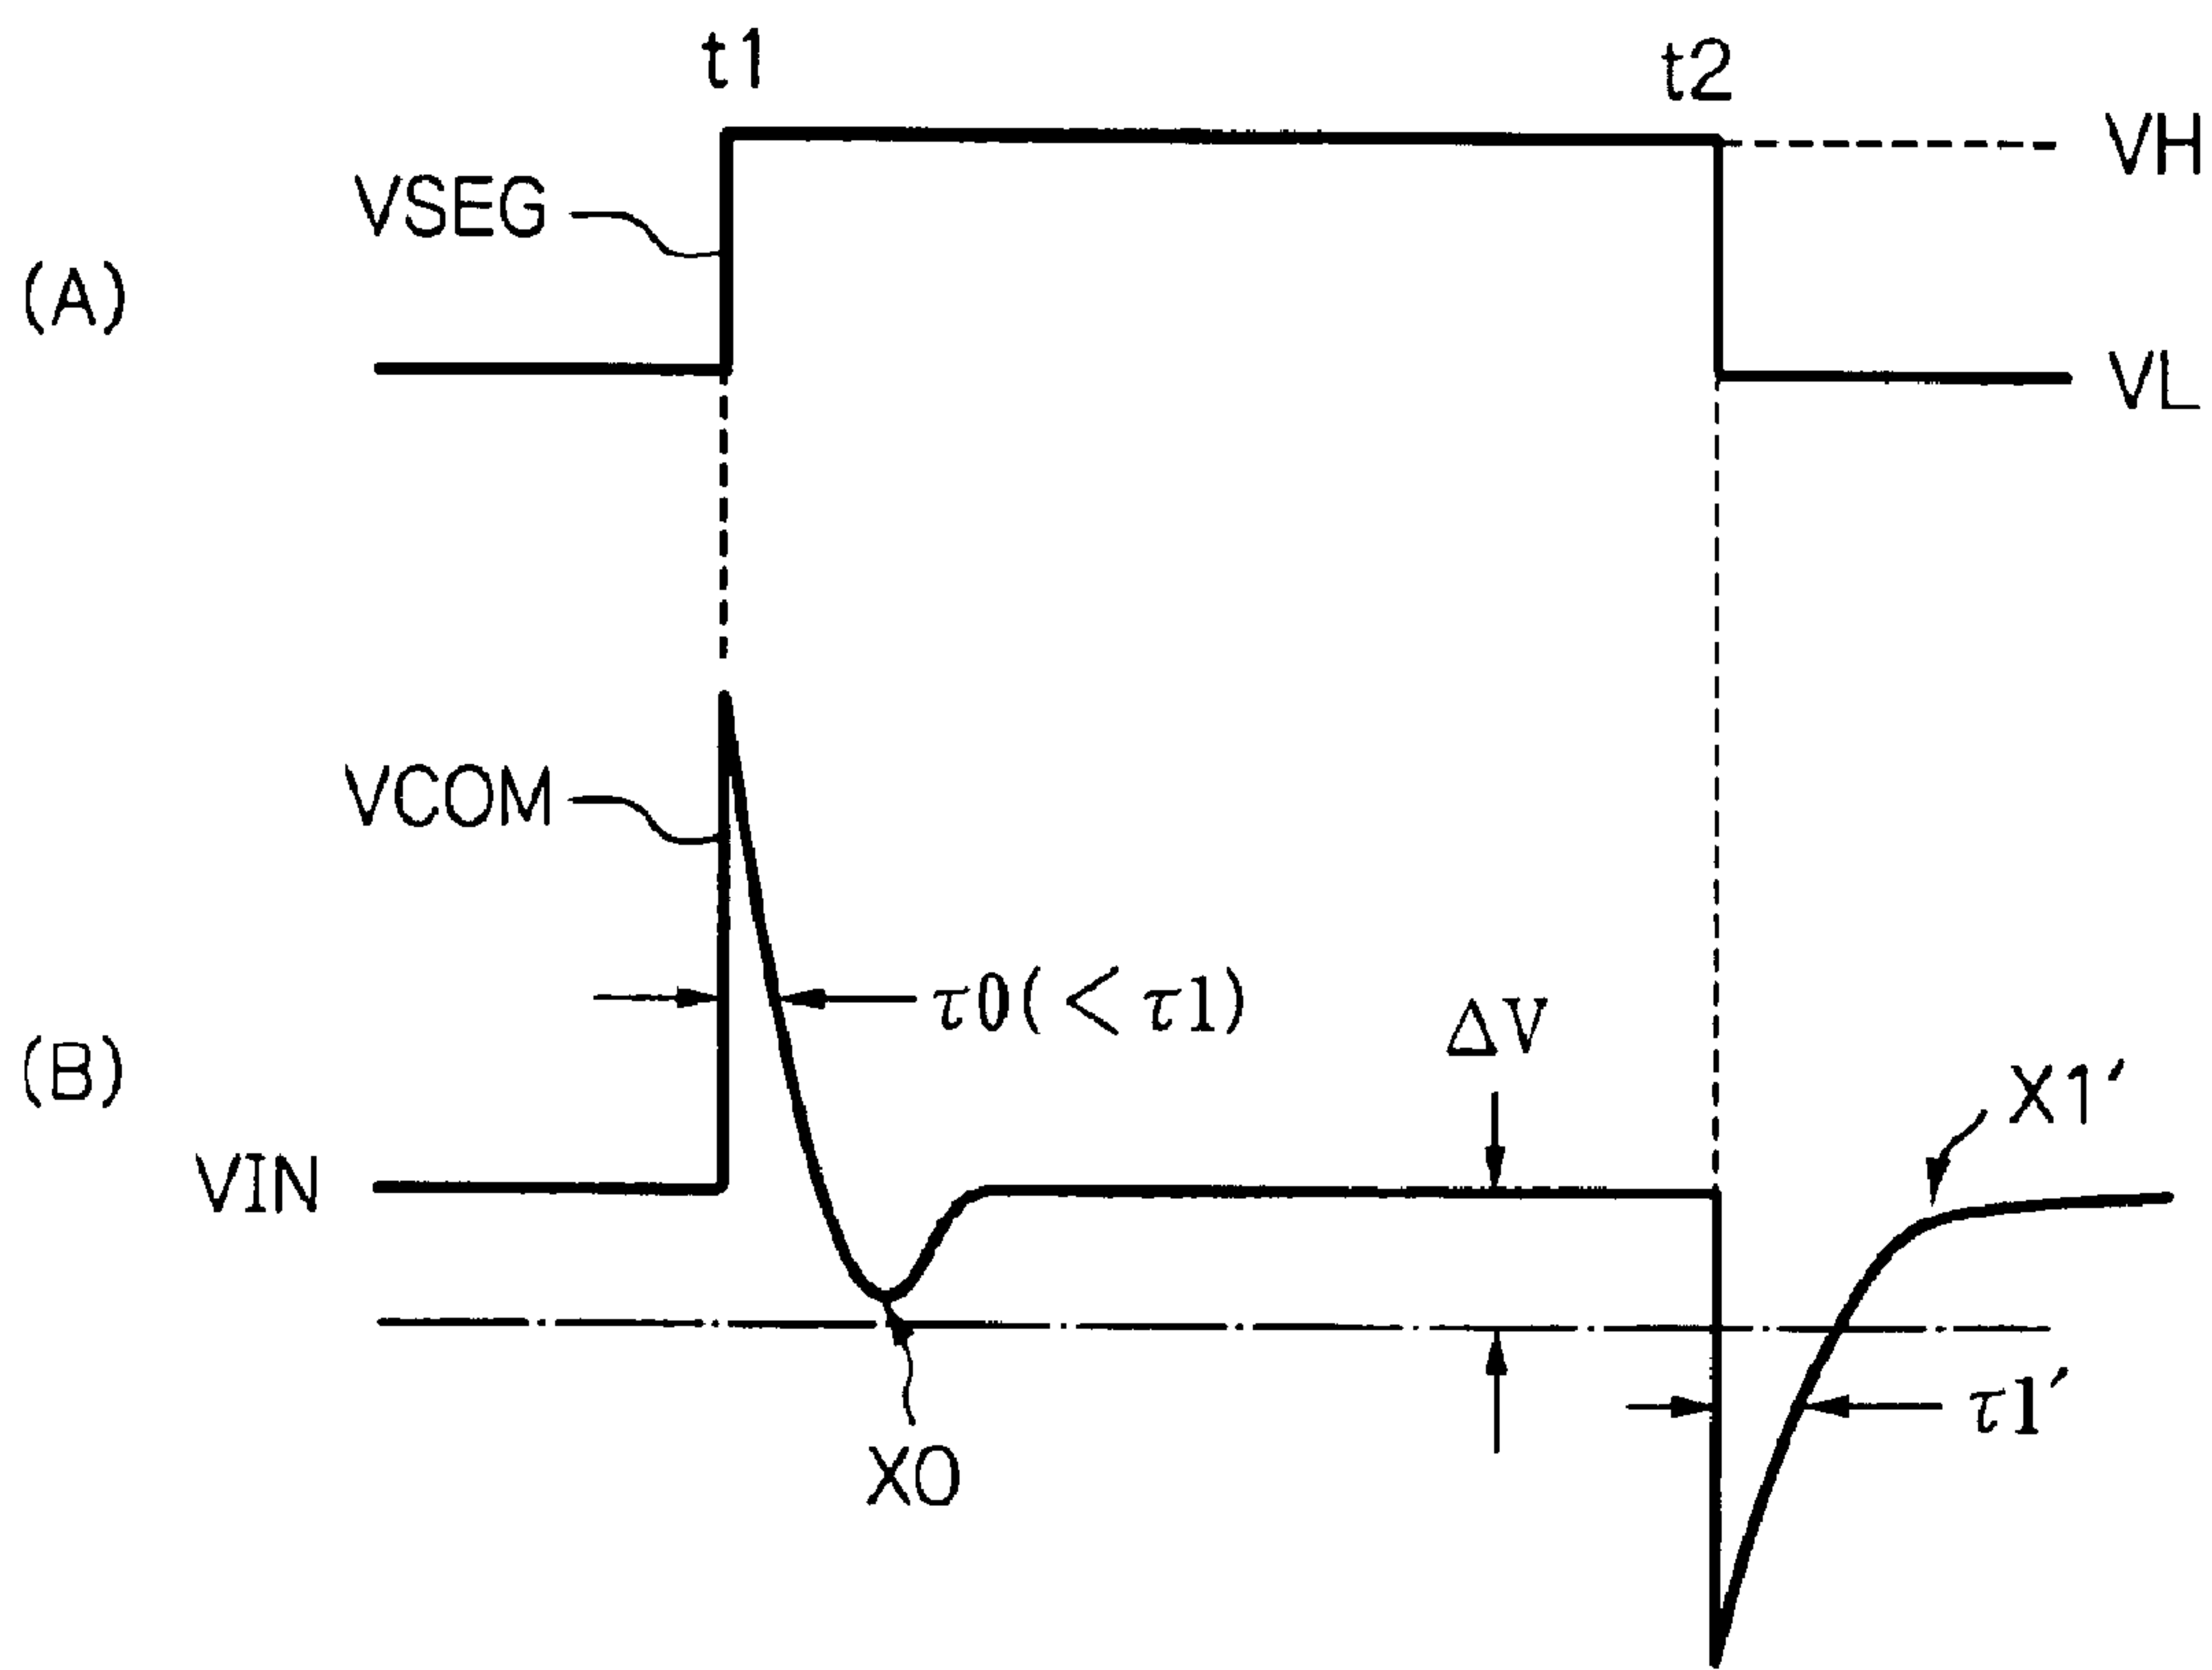 t1
t2
VH
VSEG
(A)
VL
VCOM
τ0(< τ1)
ΔV
(B)
X1′
VIN
τ1′
X0